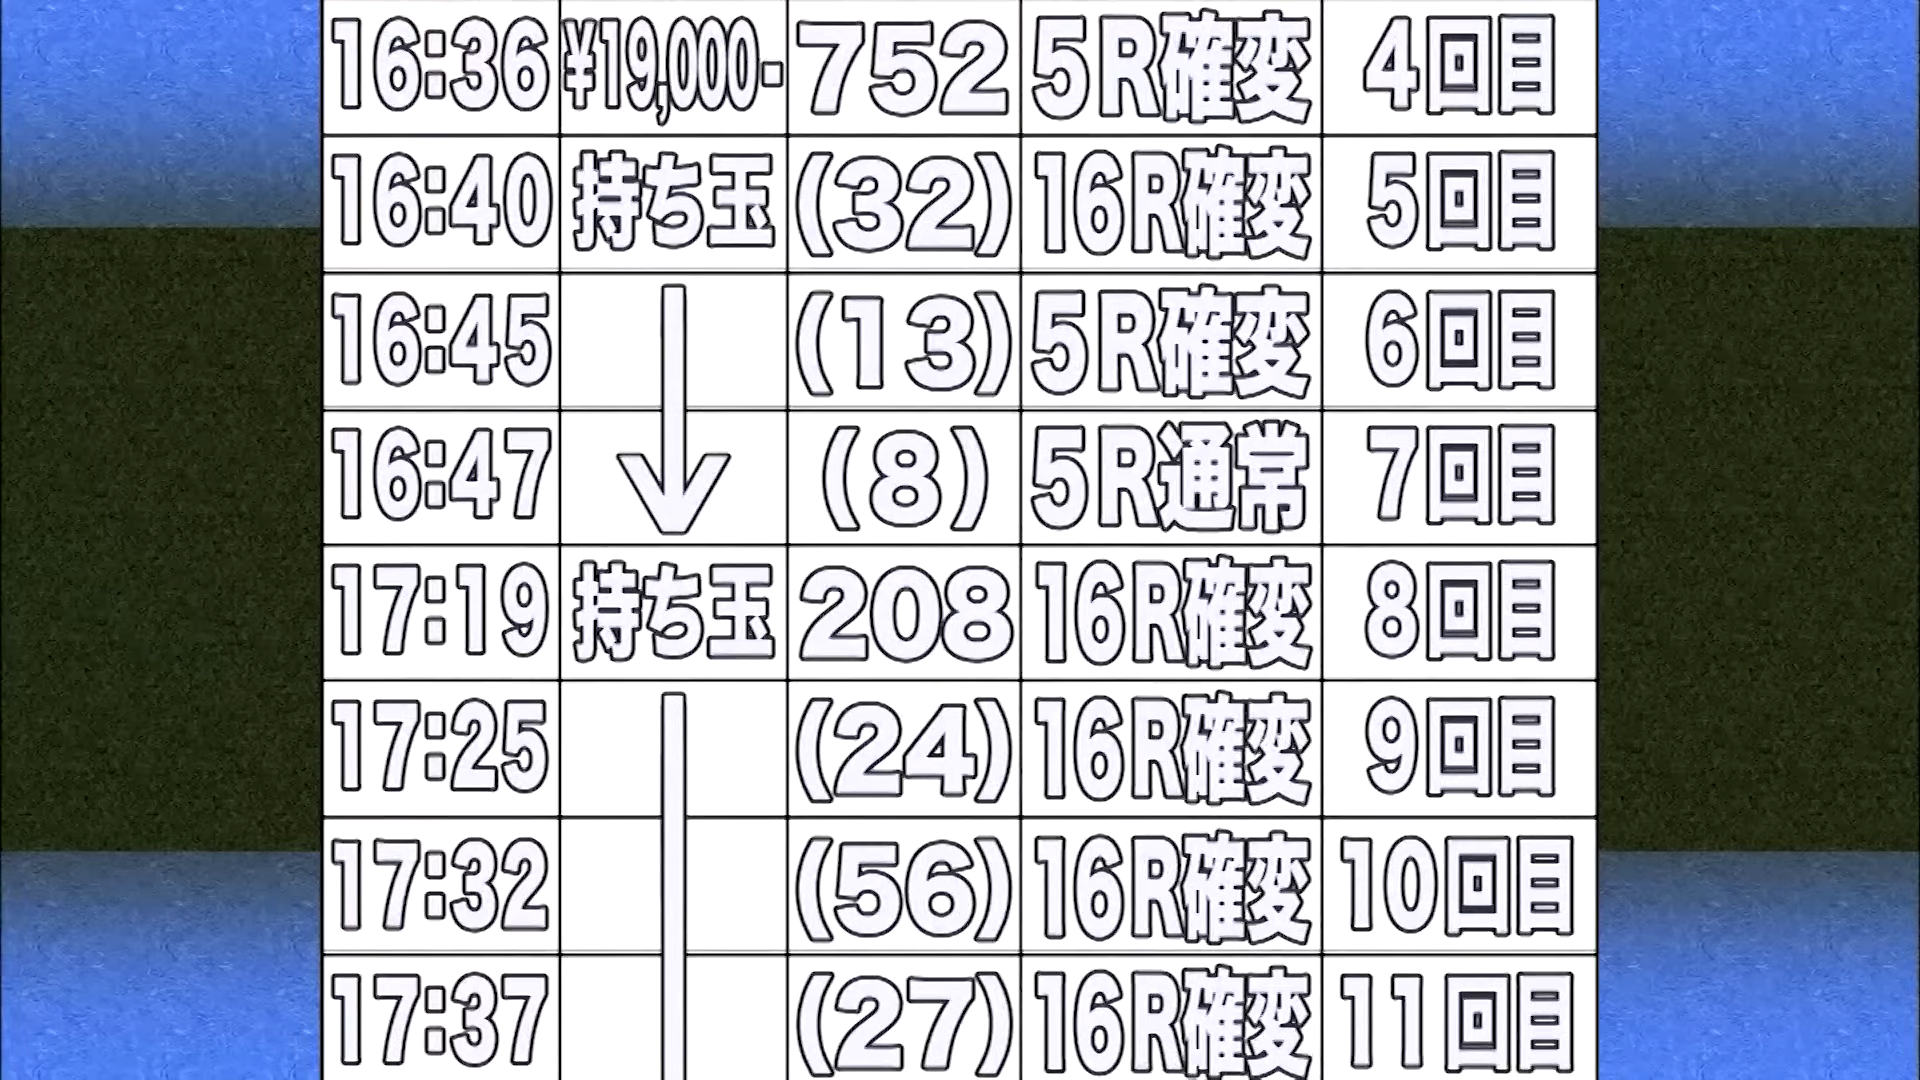 16:36 ¥19,000- 752 5R確変 4回目
16:40 持ち玉 (32) 16R確変 5回目
16:45 (13) 5R確変 6回目
16:47 (8) 5R通常 7回目
17:19 持ち玉 208 16R確変 8回目
17:25 (24) 16R確変 9回目
17:32 (56) 16R確変 10回目
17:37 (27) 16R確変 11回目